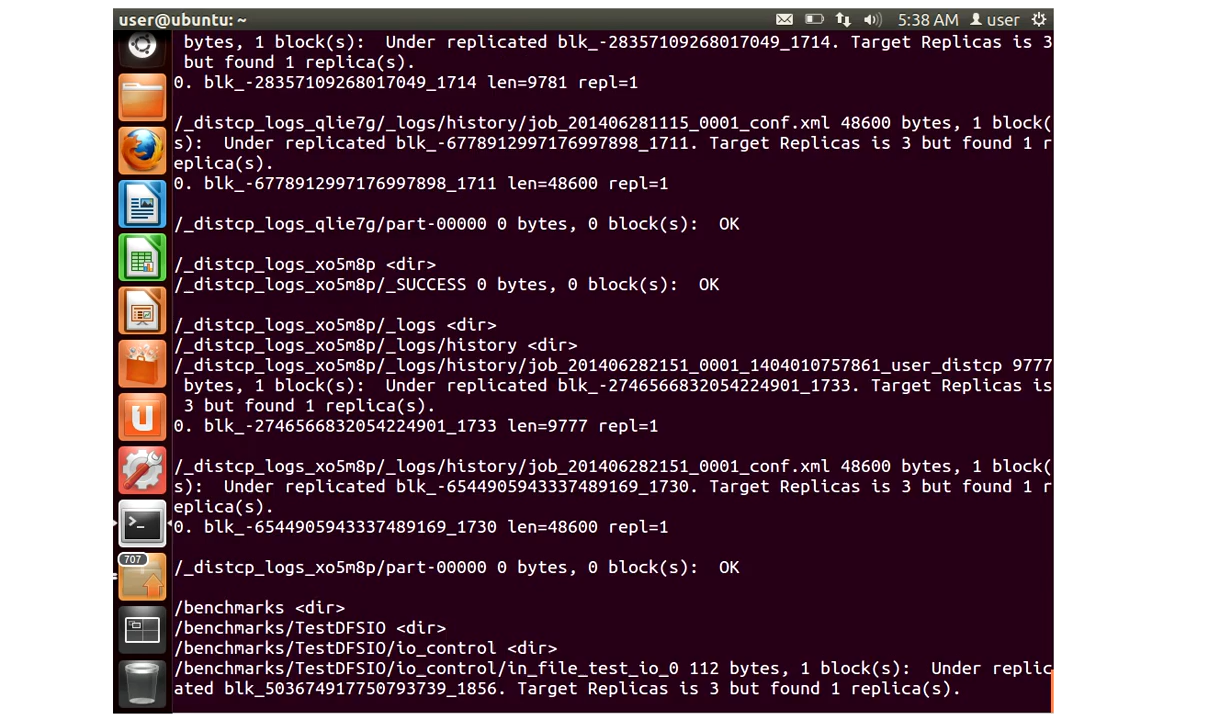 user@ubuntu: ~
5:38 AM user
bytes, 1 block(s):  Under replicated blk_-28357109268017049_1714. Target Replicas is 3
but found 1 replica(s).
0. blk_-28357109268017049_1714 len=9781 repl=1
/_distcp_logs_qlie7g/_logs/history/job_201406281115_0001_conf.xml 48600 bytes, 1 block(
s):  Under replicated blk_-6778912997176997898_1711. Target Replicas is 3 but found 1 r
eplica(s).
0. blk_-6778912997176997898_1711 len=48600 repl=1
/_distcp_logs_qlie7g/part-00000 0 bytes, 0 block(s):  OK
/_distcp_logs_xo5m8p <dir>
/_distcp_logs_xo5m8p/_SUCCESS 0 bytes, 0 block(s):  OK
/_distcp_logs_xo5m8p/_logs <dir>
/_distcp_logs_xo5m8p/_logs/history <dir>
/_distcp_logs_xo5m8p/_logs/history/job_201406282151_0001_1404010757861_user_distcp 9777
bytes, 1 block(s):  Under replicated blk_-2746566832054224901_1733. Target Replicas is
3 but found 1 replica(s).
0. blk_-2746566832054224901_1733 len=9777 repl=1
/_distcp_logs_xo5m8p/_logs/history/job_201406282151_0001_conf.xml 48600 bytes, 1 block(
s):  Under replicated blk_-6544905943337489169_1730. Target Replicas is 3 but found 1 r
eplica(s).
0. blk_-6544905943337489169_1730 len=48600 repl=1
707
/_distcp_logs_xo5m8p/part-00000 0 bytes, 0 block(s):  OK
/benchmarks <dir>
/benchmarks/TestDFSIO <dir>
/benchmarks/TestDFSIO/io_control <dir>
/benchmarks/TestDFSIO/io_control/in_file_test_io_0 112 bytes, 1 block(s):  Under replic
ated blk_503674917750793739_1856. Target Replicas is 3 but found 1 replica(s).